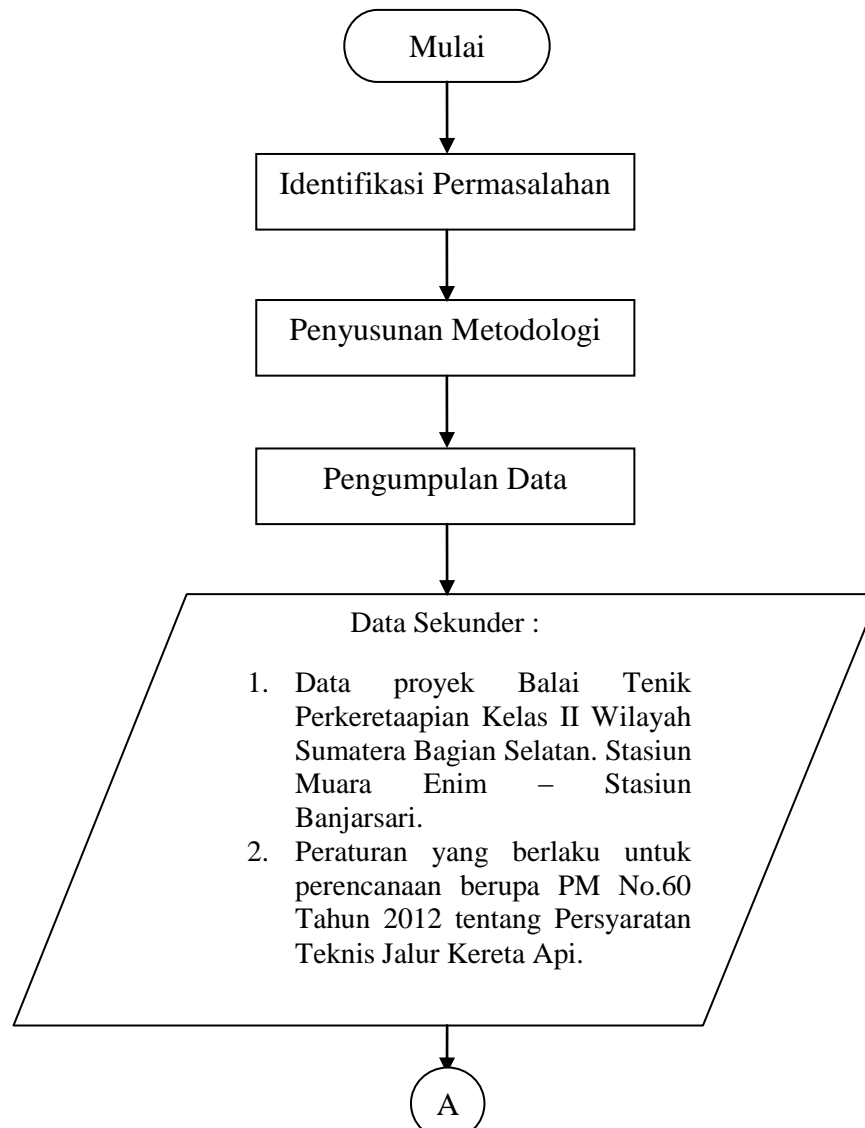 Mulai
Identifikasi Permasalahan
Penyusunan Metodologi
Pengumpulan Data
Data Sekunder :
1. Data proyek Balai Tenik
Perkeretaapian Kelas II Wilayah
Sumatera Bagian Selatan. Stasiun
Muara Enim – Stasiun
Banjarsari.
2. Peraturan yang berlaku untuk
perencanaan berupa PM No.60
Tahun 2012 tentang Persyaratan
Teknis Jalur Kereta Api.
A